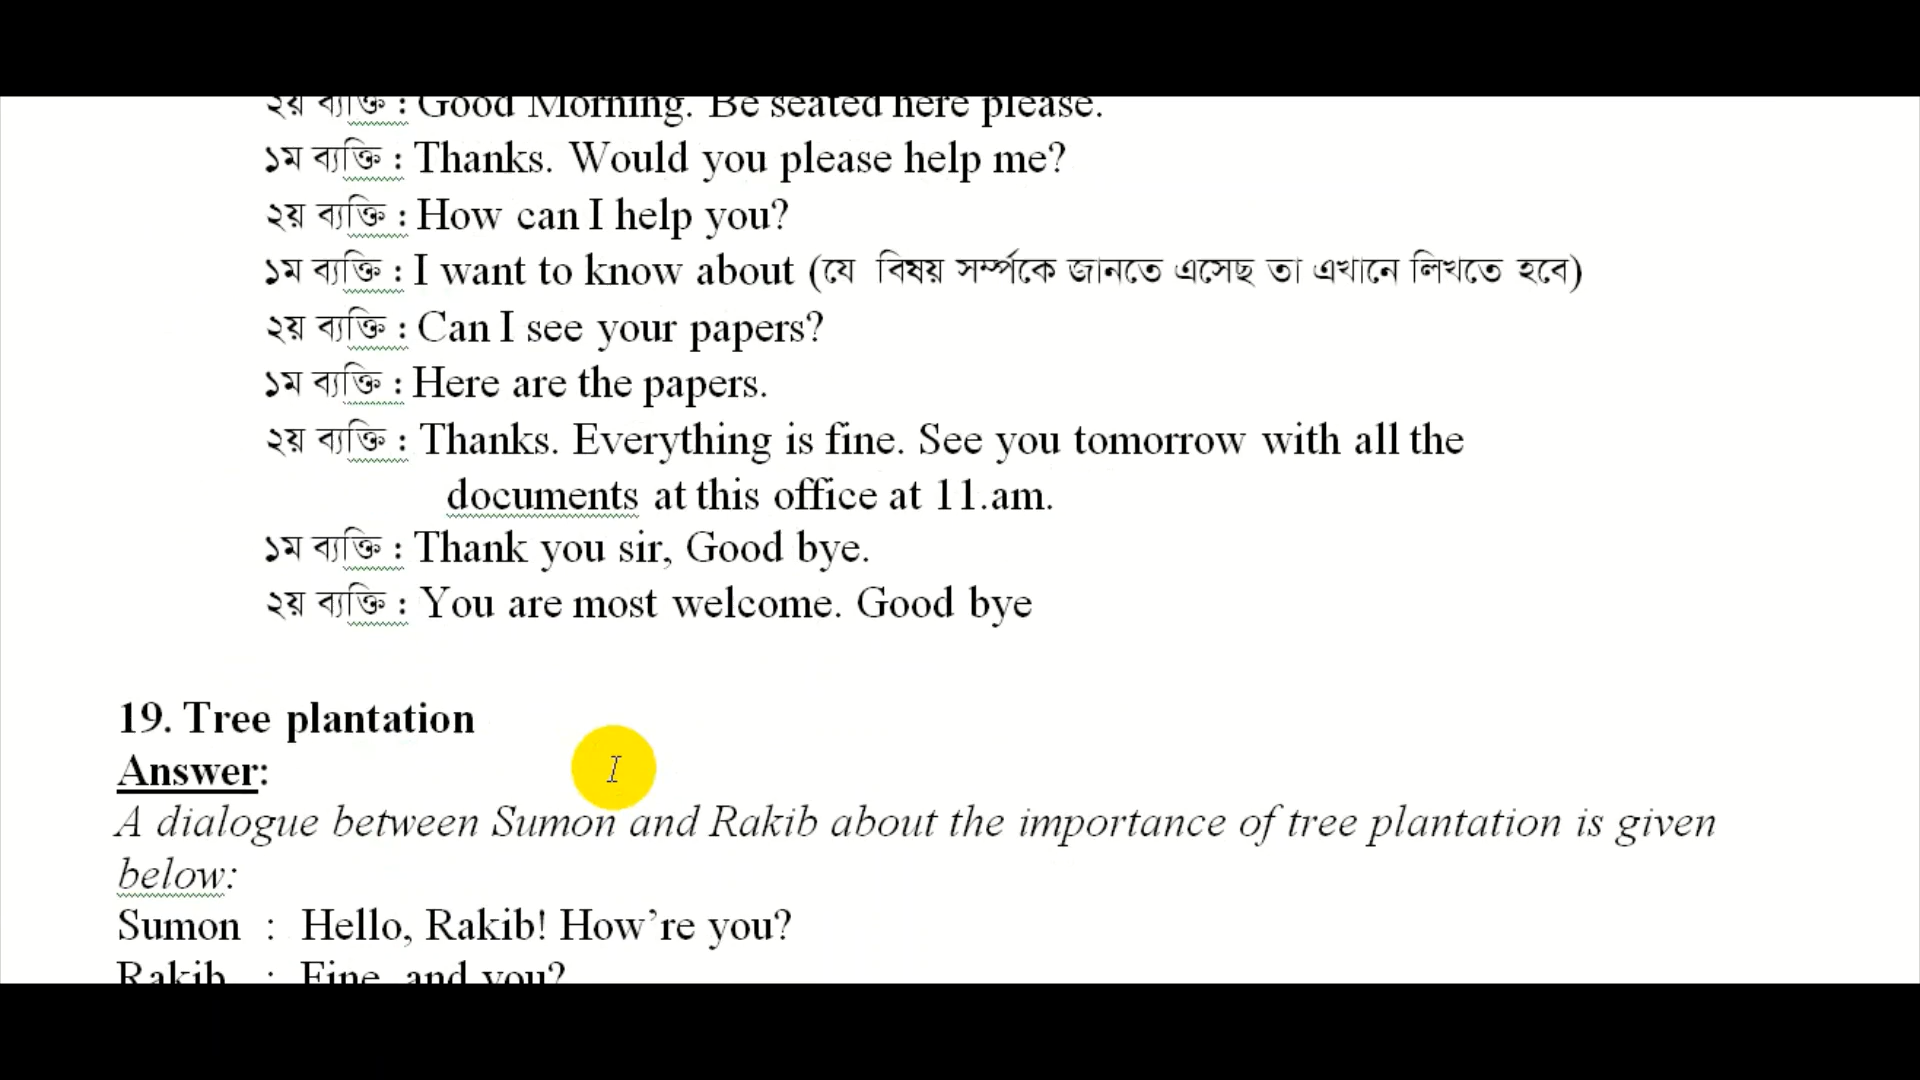 ২য় ব্যক্তি : Good Morning. Be seated here please.
১ম ব্যক্তি : Thanks. Would you please help me?
২য় ব্যক্তি : How can I help you?
১ম ব্যক্তি : I want to know about (যে বিষয় সর্ম্পকে জানতে এসেছ তা এখানে লিখতে হবে)
২য় ব্যক্তি : Can I see your papers?
১ম ব্যক্তি : Here are the papers.
২য় ব্যক্তি : Thanks. Everything is fine. See you tomorrow with all the
documents at this office at 11.am.
১ম ব্যক্তি : Thank you sir, Good bye.
২য় ব্যক্তি : You are most welcome. Good bye
19. Tree plantation
Answer:
A dialogue between Sumon and Rakib about the importance of tree plantation is given
below:
Sumon : Hello, Rakib! How’re you?
Rakib : Fine, and you?